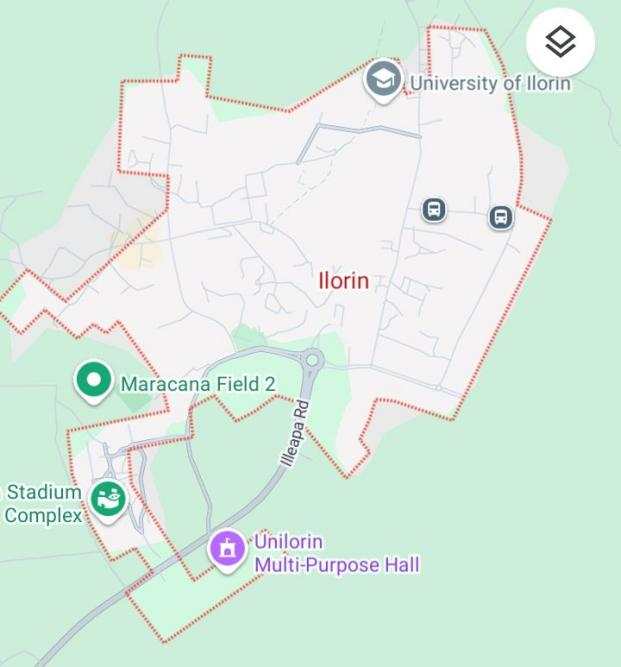 University of Ilorin
Ilorin
Maracana Field 2
Illeapa Rd
Stadium
Complex
Unilorin
Multi-Purpose Hall